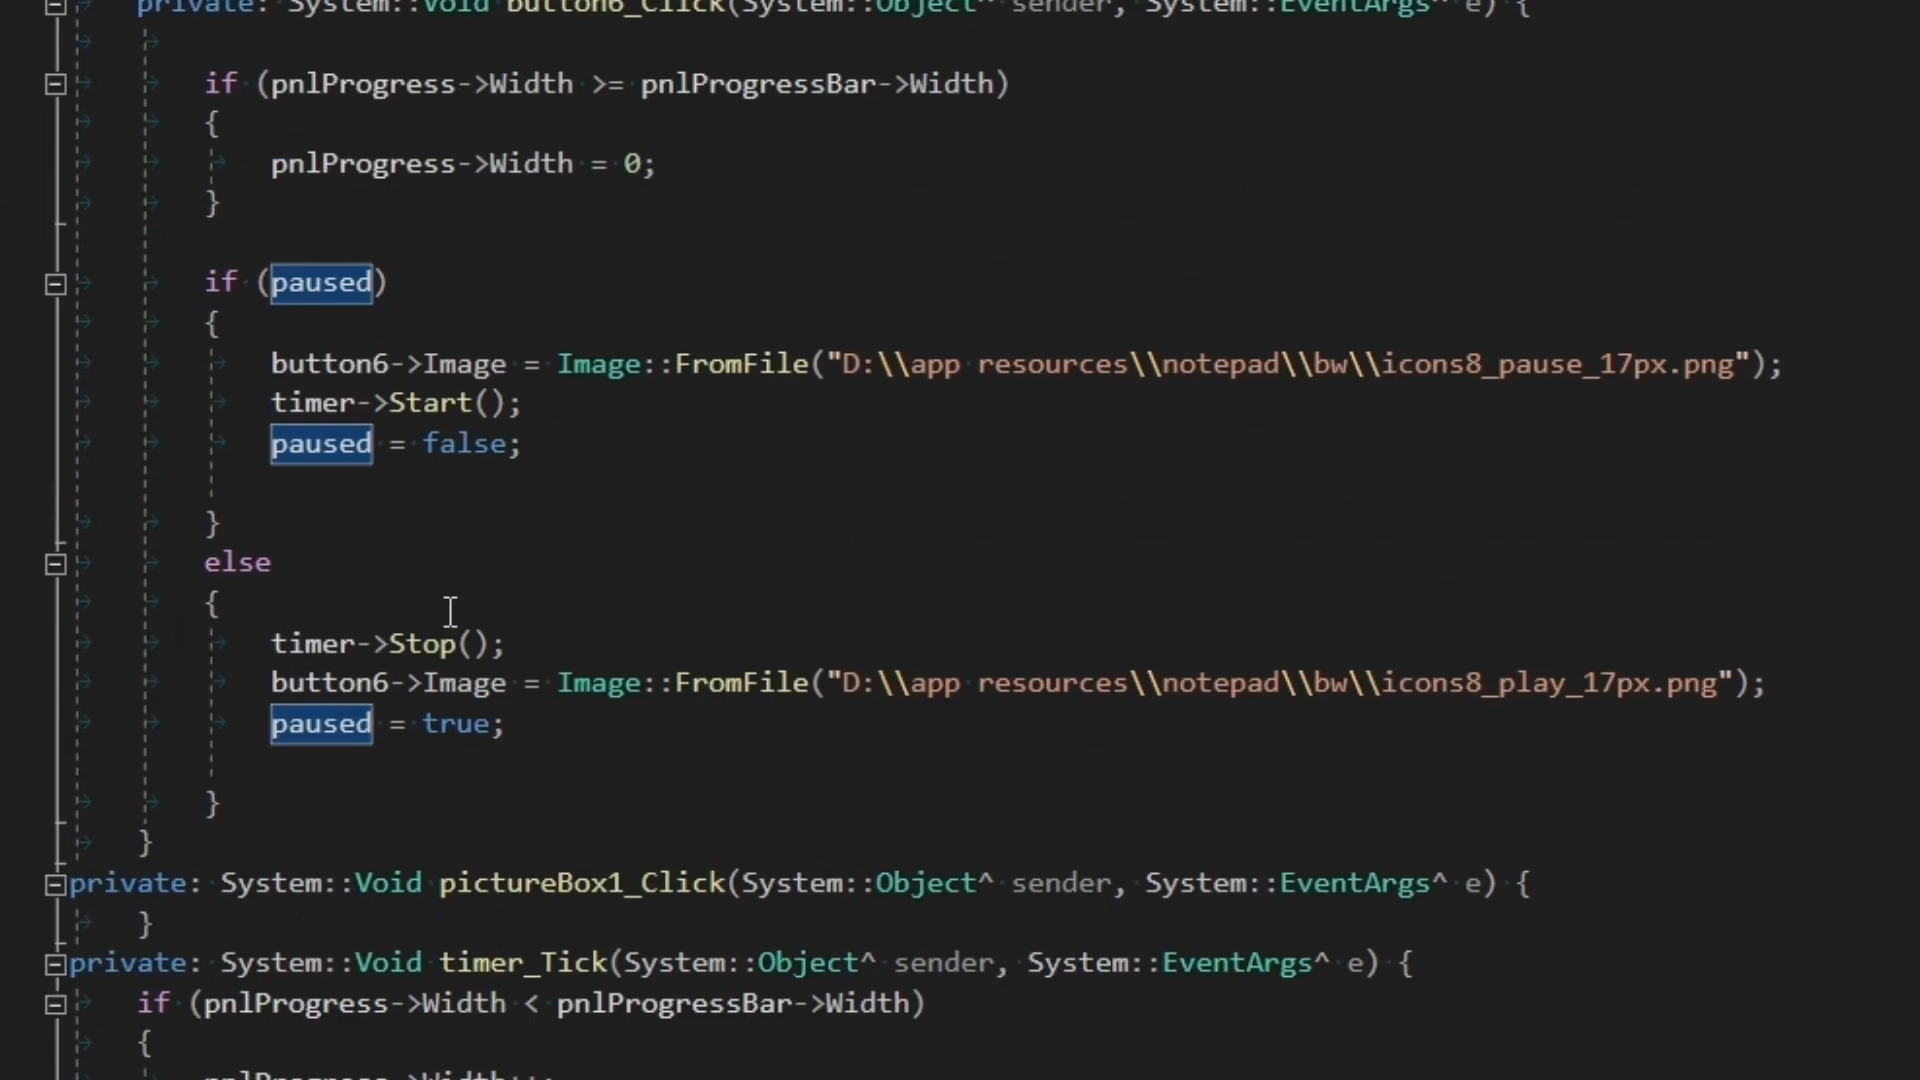 private: System::Void button6_Click(System::Object^ sender, System::EventArgs^ e) {
if (pnlProgress->Width >= pnlProgressBar->Width)
{
pnlProgress->Width = 0;
}
if (paused)
{
button6->Image = Image::FromFile("D:\\app resources\\notepad\\bw\\icons8_pause_17px.png");
timer->Start();
paused = false;
}
else
{
timer->Stop();
button6->Image = Image::FromFile("D:\\app resources\\notepad\\bw\\icons8_play_17px.png");
paused = true;
}
}
private: System::Void pictureBox1_Click(System::Object^ sender, System::EventArgs^ e) {
}
private: System::Void timer_Tick(System::Object^ sender, System::EventArgs^ e) {
if (pnlProgress->Width < pnlProgressBar->Width)
{
pnlProgress->Width++;